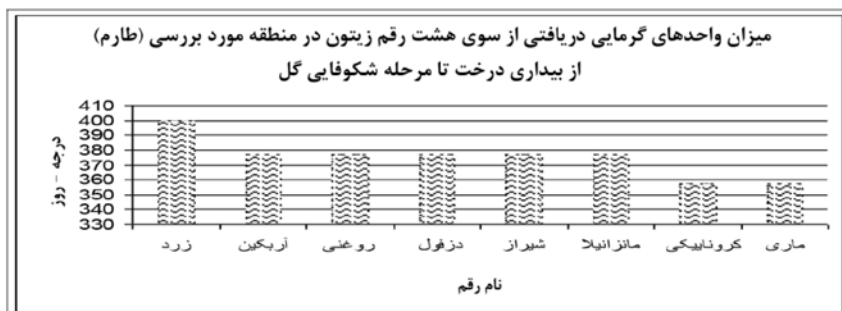 میزان واحدهای گرمایی دریافتی از سوی هشت رقم زیتون در منطقه مورد بررسی (طارم)
از بیداری درخت تا مرحله شکوفایی گل
درجه - روز
410
400
390
380
370
360
350
340
330
زرد آربکین روغنی دزفول شیراز مانزانیلا کروناییکی ماری
نام رقم